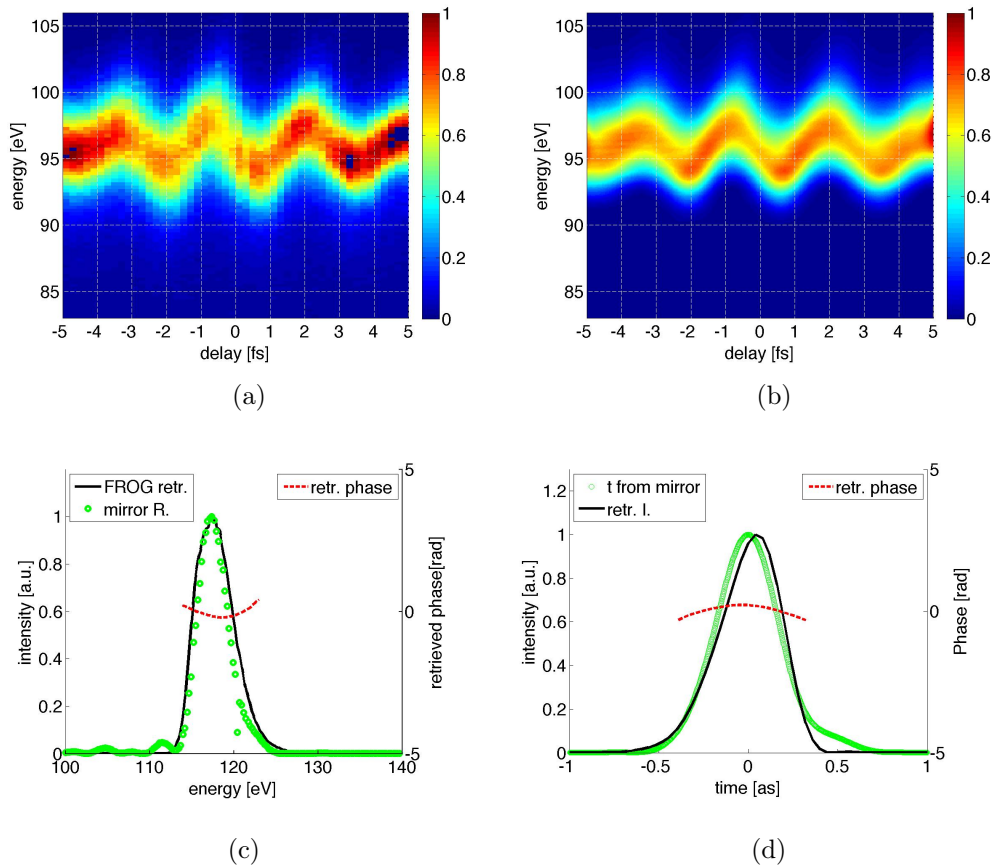 105
100
95
90
85
energy [eV]
-5 -4 -3 -2 -1 0 1 2 3 4 5
delay [fs]
1
0.8
0.6
0.4
0.2
0
(a)
105
100
95
90
85
energy [eV]
-5 -4 -3 -2 -1 0 1 2 3 4 5
delay [fs]
1
0.8
0.6
0.4
0.2
0
(b)
FROG retr.
mirror R.
retr. phase
1
0.8
0.6
0.4
0.2
0
intensity [a.u.]
100 110 120 130 140
energy [eV]
5
0
-5
retrieved phase[rad]
(c)
t from mirror
retr. I.
retr. phase
1.2
1
0.8
0.6
0.4
0.2
0
intensity [a.u.]
-1 -0.5 0 0.5 1
time [as]
5
0
-5
Phase [rad]
(d)